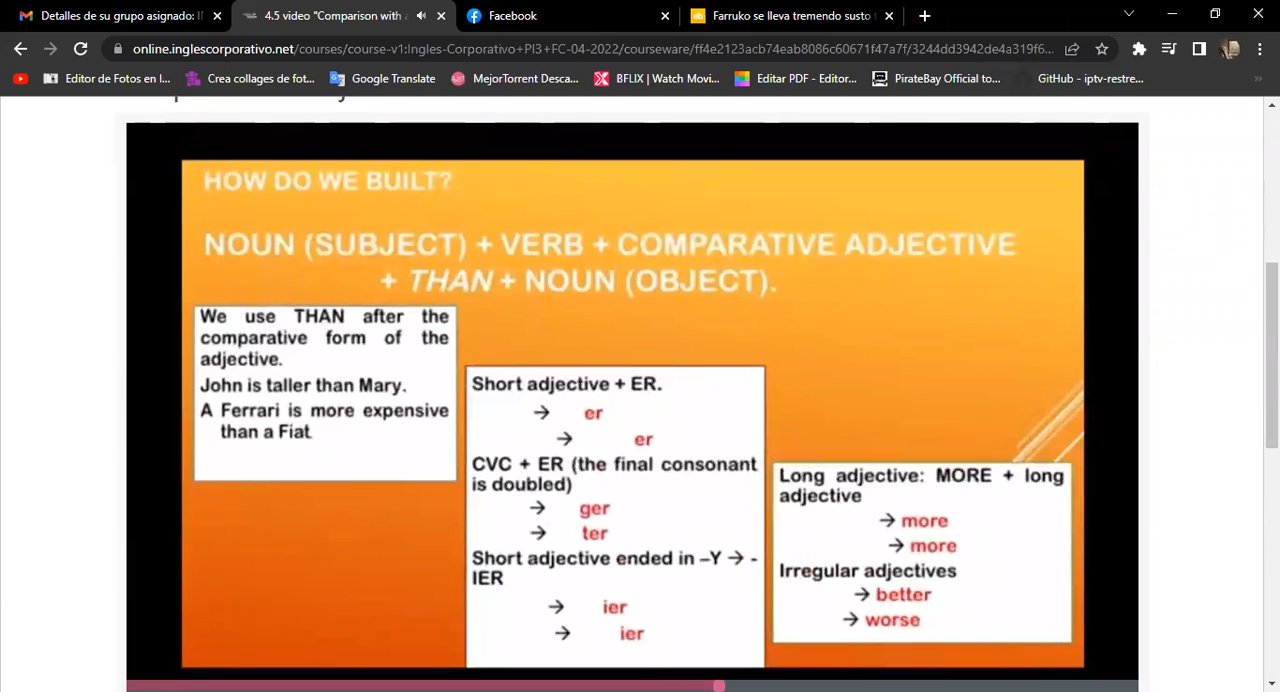 Detalles de su grupo asignado: II
4.5 video "Comparison with a
Facebook
Farruko se lleva tremendo susto t
online.inglescorporativo.net/courses/course-v1:Ingles-Corporativo+PI3+FC-04-2022/courseware/ff4e2123acb74eab8086c60671f47a7f/3244dd3942de4a319f6...
Editor de Fotos en l...
Crea collages de fot...
Google Translate
MejorTorrent Desca...
BFLIX | Watch Movi...
Editar PDF - Editor...
PirateBay Official to...
GitHub - iptv-restre...
HOW DO WE BUILT?
NOUN (SUBJECT) + VERB + COMPARATIVE ADJECTIVE
+ THAN + NOUN (OBJECT).
We use THAN after the
comparative form of the
adjective.
John is taller than Mary.
A Ferrari is more expensive
than a Fiat
Short adjective + ER.
→ er
→ er
CVC + ER (the final consonant
is doubled)
→ ger
→ ter
Short adjective ended in –Y → -
IER
→ ier
→ ier
Long adjective: MORE + long
adjective
→ more
→ more
Irregular adjectives
→ better
→ worse